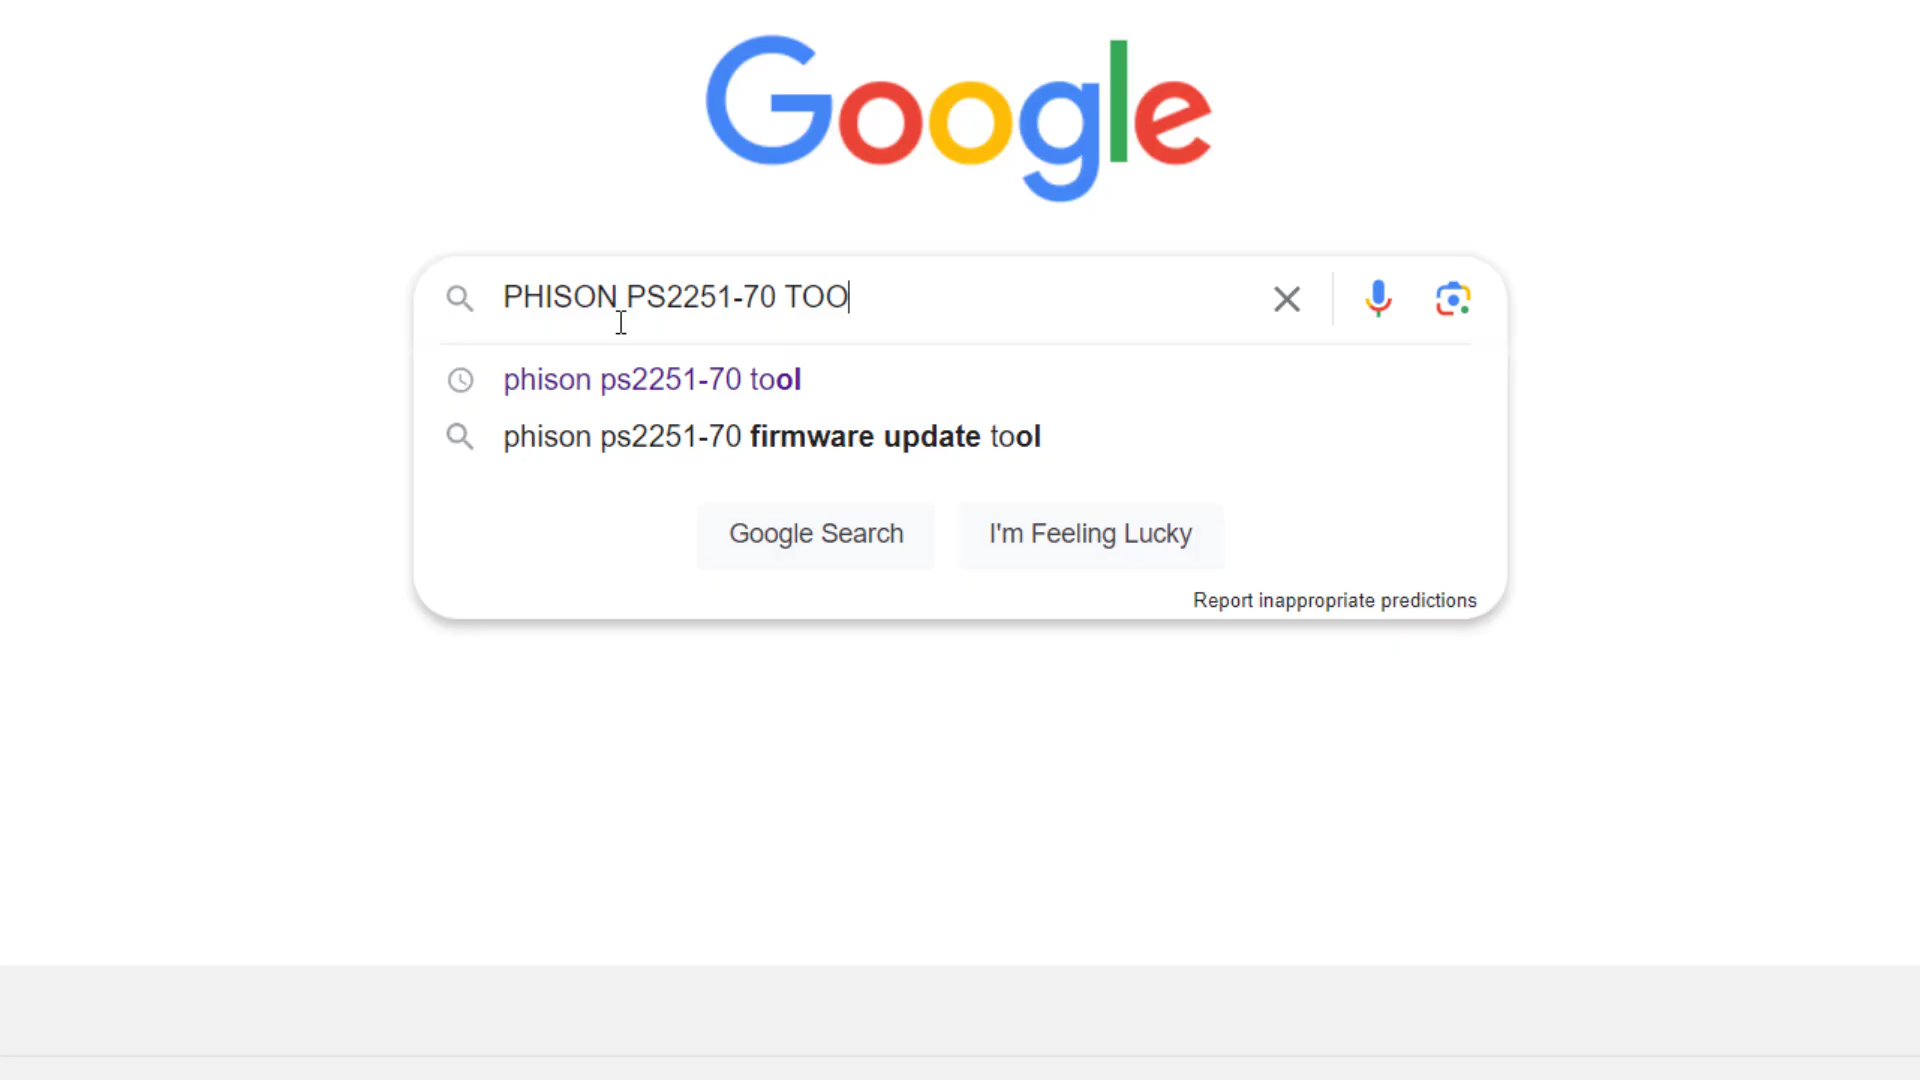 Google
PHISON PS2251-70 TOO
phison ps2251-70 tool
phison ps2251-70 firmware update tool
Google Search
I'm Feeling Lucky
Report inappropriate predictions